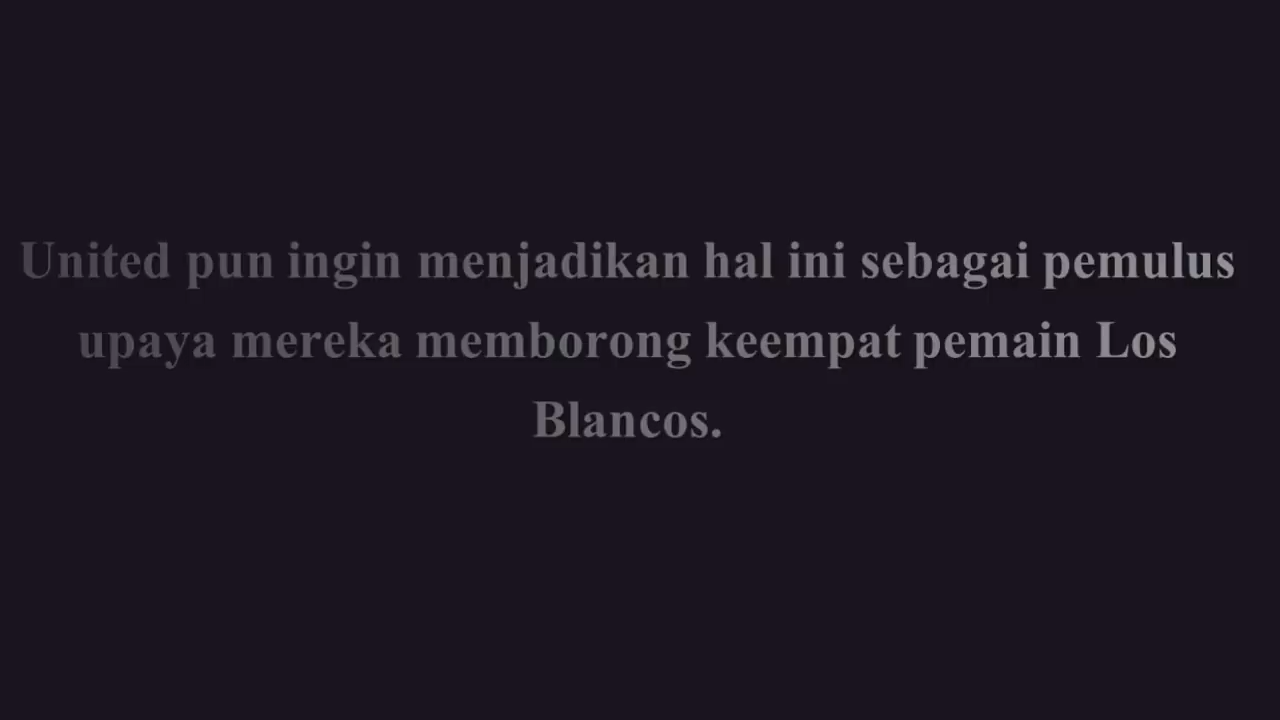 United pun ingin menjadikan hal ini sebagai pemulus
upaya mereka memborong keempat pemain Los
Blancos.